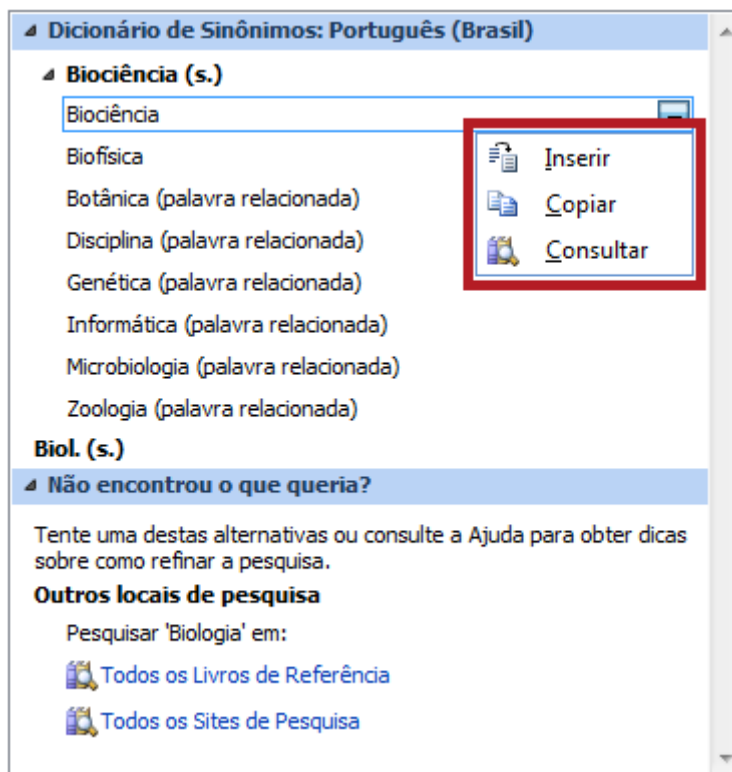 Dicionário de Sinônimos: Português (Brasil)
Biociência (s.)
Biociência
Inserir
Copiar
Consultar
Biofísica
Botânica (palavra relacionada)
Disciplina (palavra relacionada)
Genética (palavra relacionada)
Informática (palavra relacionada)
Microbiologia (palavra relacionada)
Zoologia (palavra relacionada)
Biol. (s.)
Não encontrou o que queria?
Tente uma destas alternativas ou consulte a Ajuda para obter dicas
sobre como refinar a pesquisa.
Outros locais de pesquisa
Pesquisar 'Biologia' em:
Todos os Livros de Referência
Todos os Sites de Pesquisa